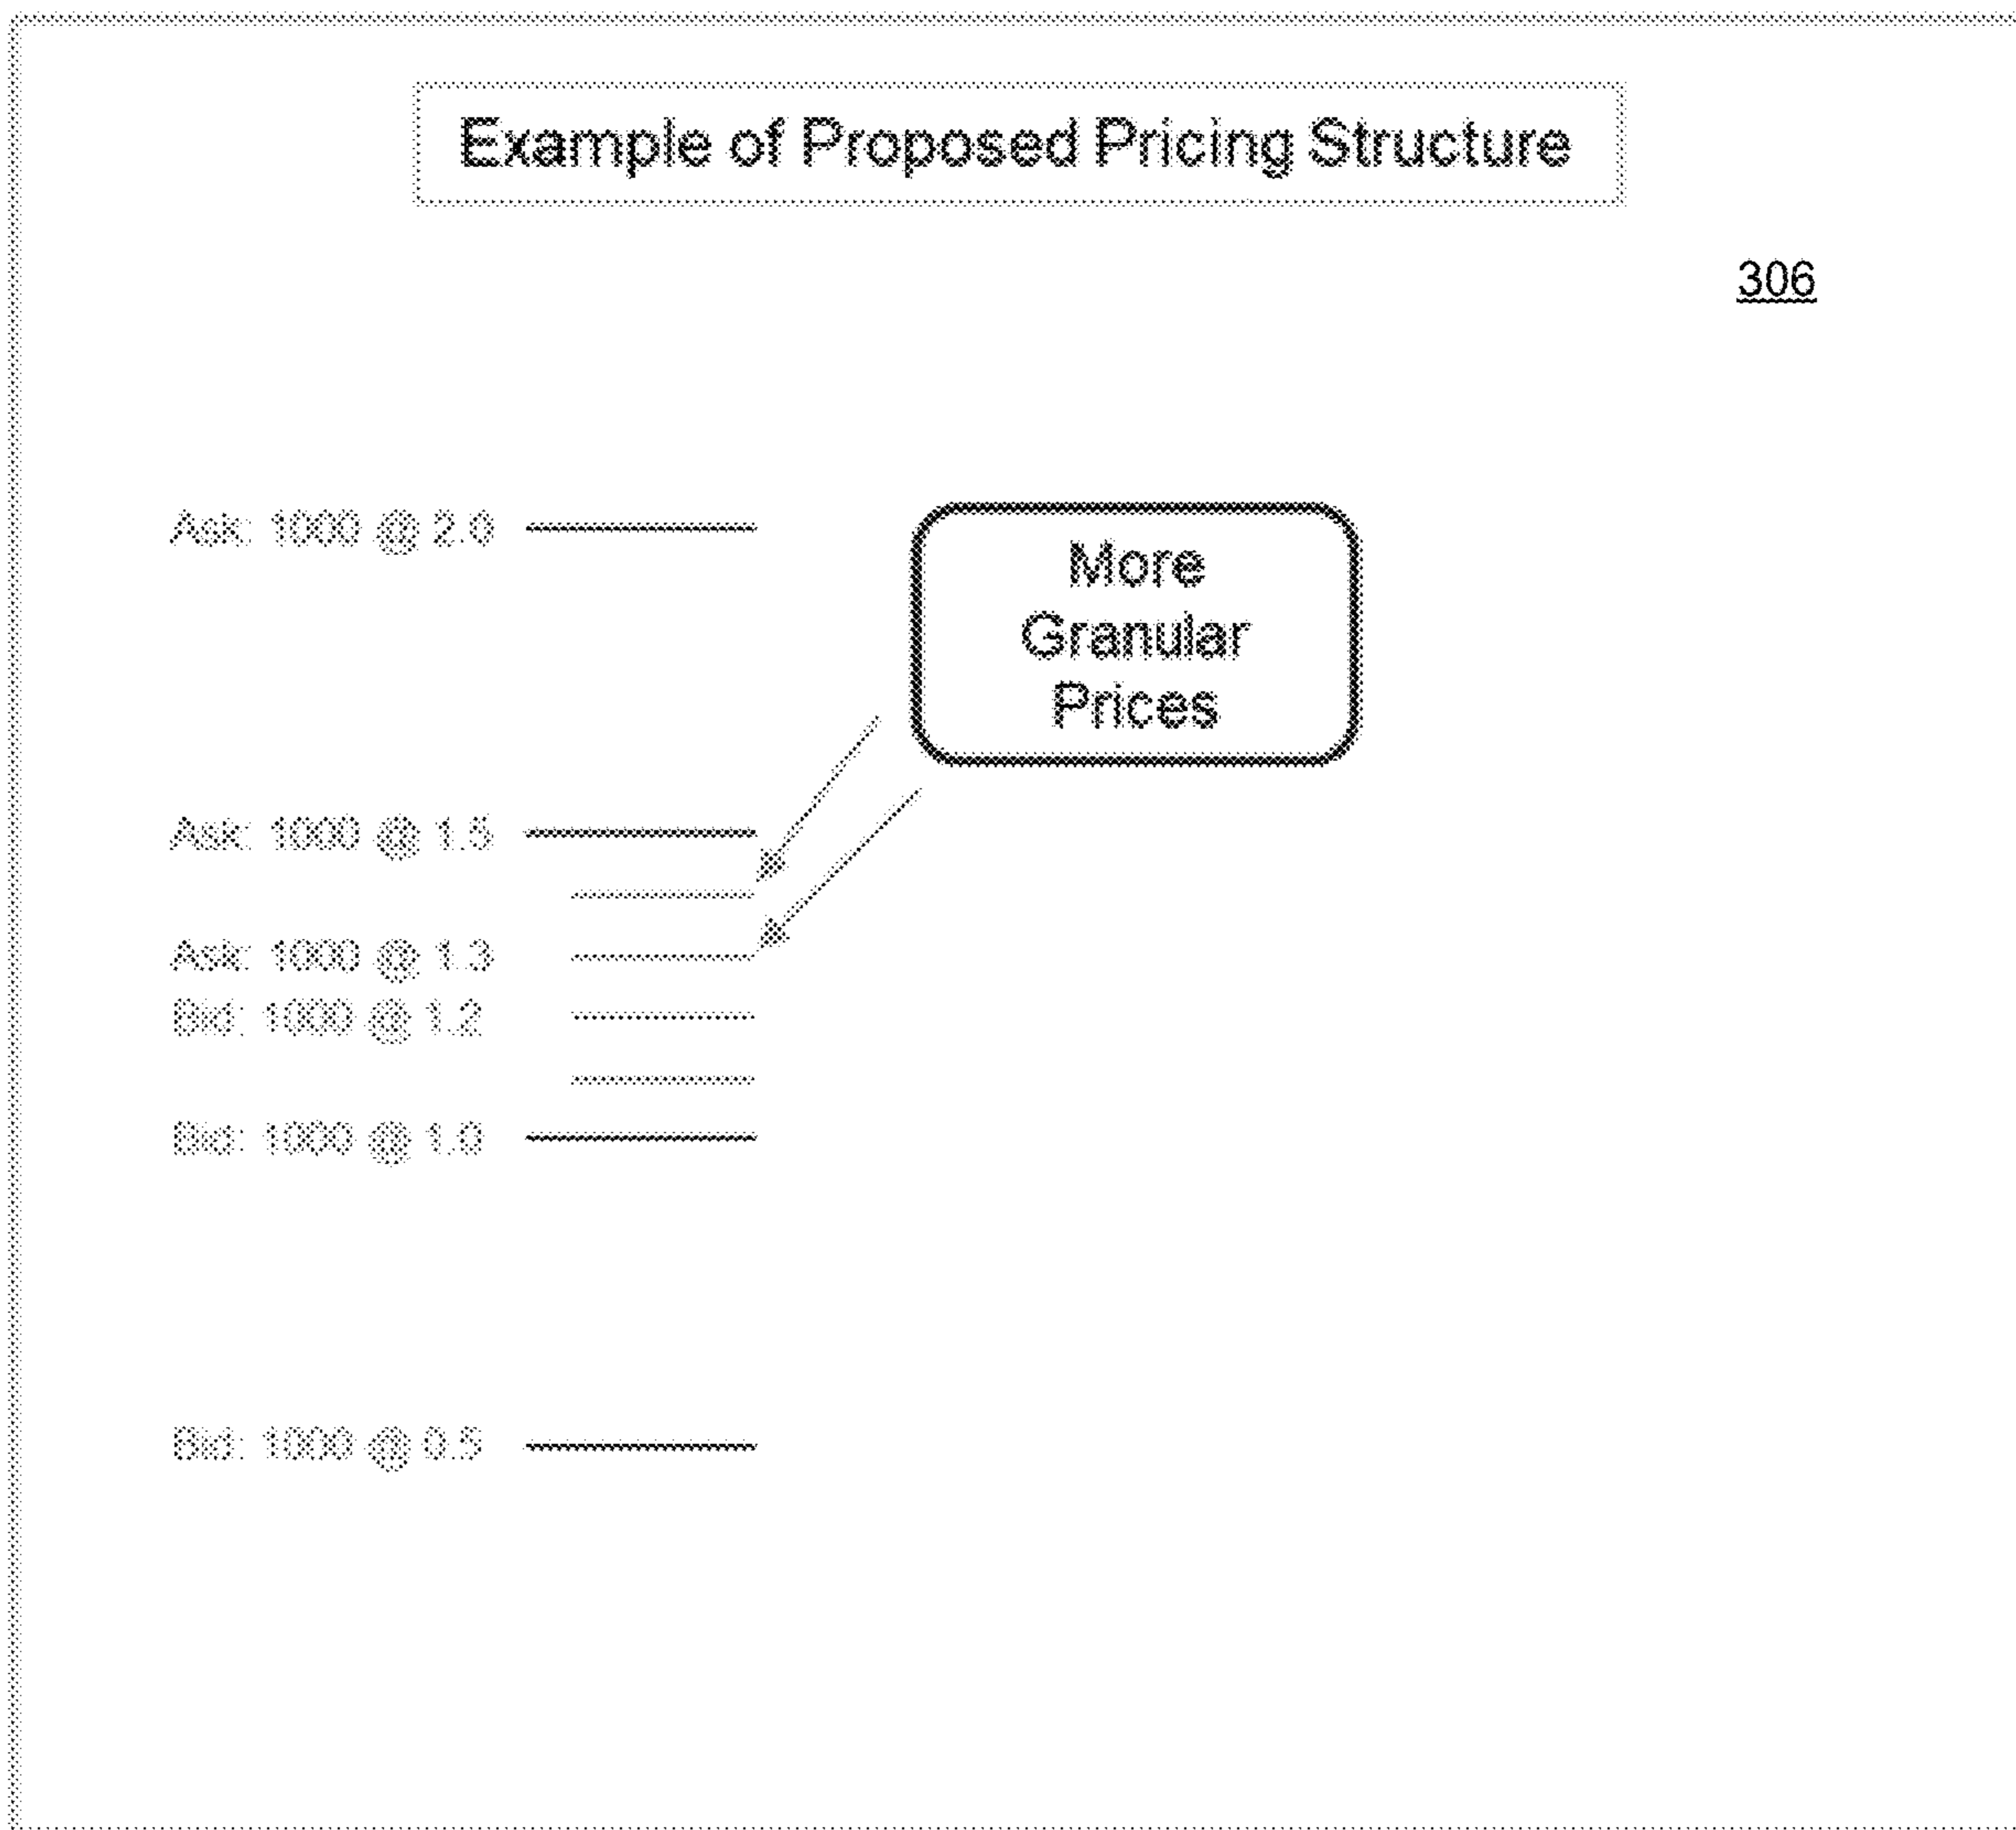 Example of Proposed Pricing Structure
306
Ask: 1000 @ 2.0
More
Granular
Prices
Ask: 1000 @ 1.5
Ask: 1000 @ 1.3
Bid: 1000 @ 1.2
Bid: 1000 @ 1.0
Bid: 1000 @ 0.5